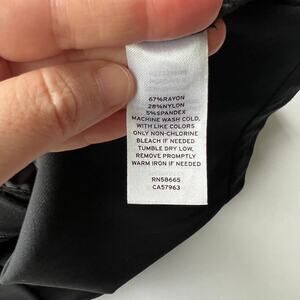 67%RAYON
28%NYLON
5%SPANDEX
MACHINE WASH COLD,
WITH LIKE COLORS
ONLY NON-CHLORINE
BLEACH IF NEEDED
TUMBLE DRY LOW,
REMOVE PROMPTLY
WARM IRON IF NEEDED
RN58665
CA57963